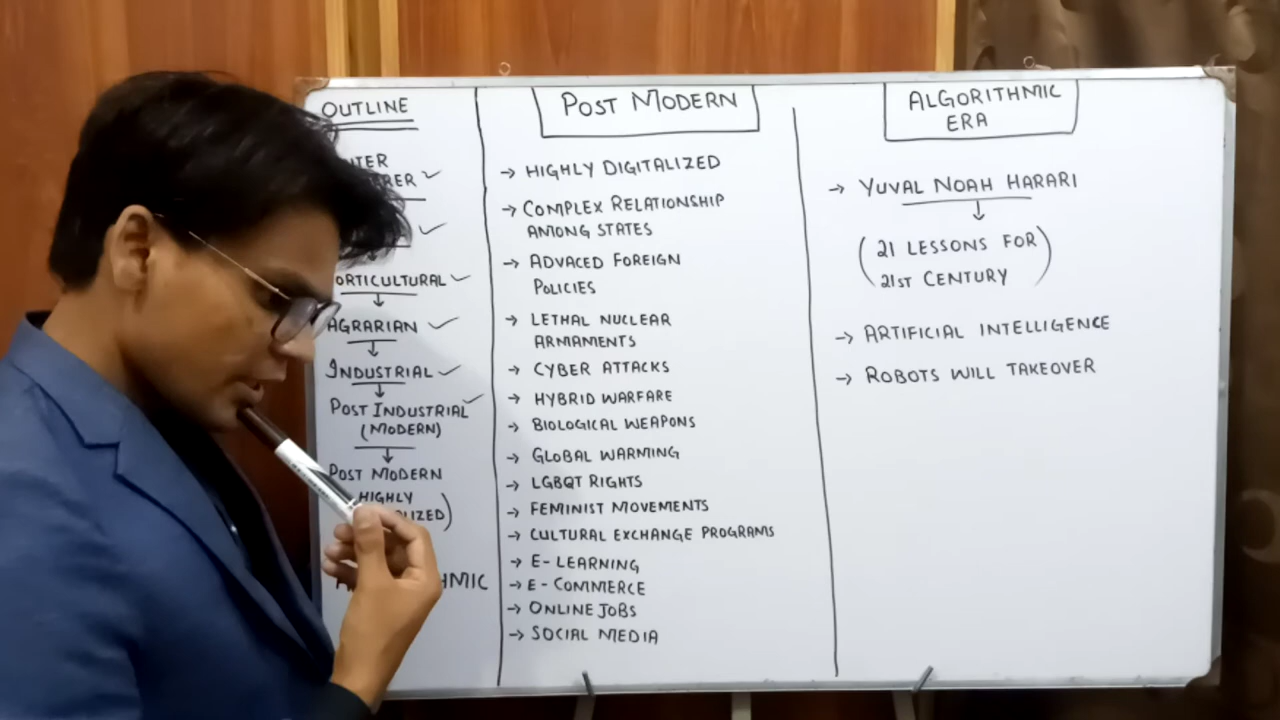 OUTLINE
ORTICULTURAL
AGRARIAN
INDUSTRIAL
POST INDUSTRIAL
(MODERN)
POST MODERN
HIGHLY
POST MODERN
→ HIGHLY DIGITALIZED
→ COMPLEX RELATIONSHIP
AMONG STATES
→ ADVACED FOREIGN
POLICIES
→ LETHAL NUCLEAR
ARMAMENTS
→ CYBER ATTACKS
→ HYBRID WARFARE
→ BIOLOGICAL WEAPONS
→ GLOBAL WARMING
→ LGBQT RIGHTS
→ FEMINIST MOVEMENTS
→ CULTURAL EXCHANGE PROGRAMS
→ E-LEARNING
→ E-COMMERCE
→ ONLINE JOBS
→ SOCIAL MEDIA
ALGORITHMIC
ERA
→ YUVAL NOAH HARARI
(21 LESSONS FOR
21ST CENTURY)
→ ARTIFICIAL INTELLIGENCE
→ ROBOTS WILL TAKEOVER